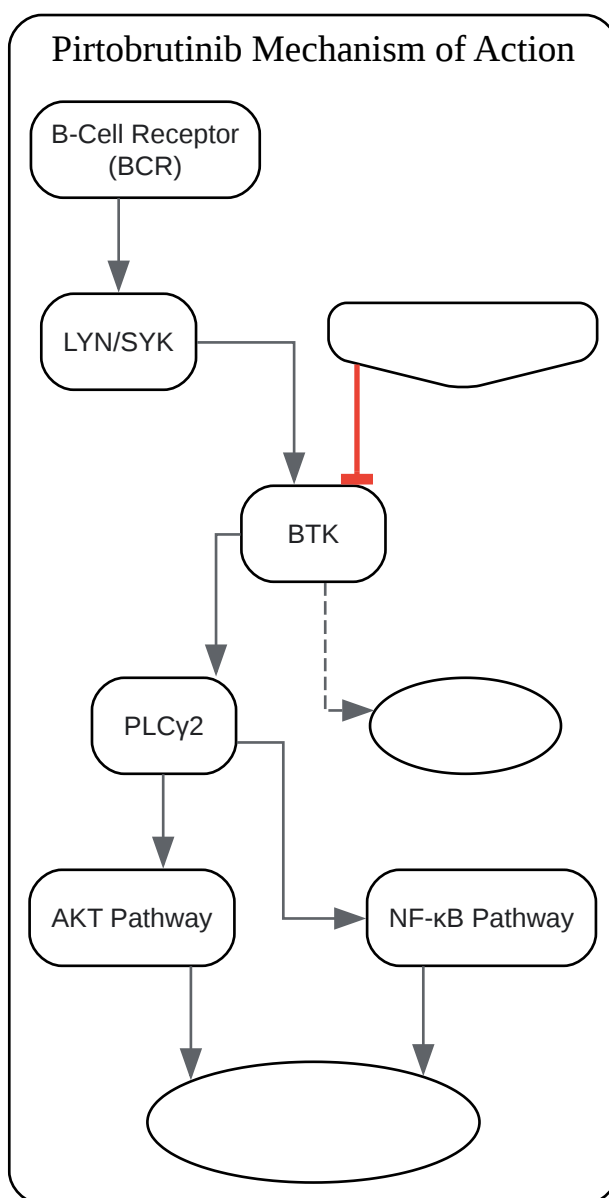 Pirtobrutinib Mechanism of Action
B-Cell Receptor
(BCR)
LYN/SYK
BTK
PLCγ2
AKT Pathway
NF-κB Pathway